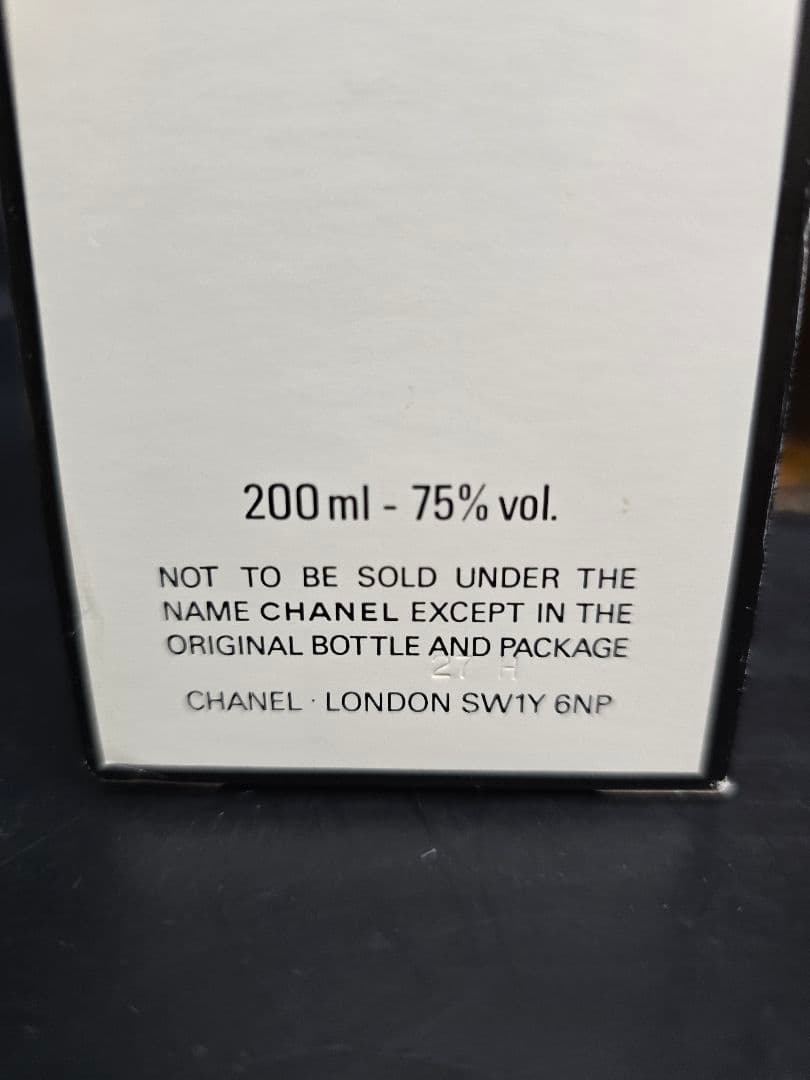 200 ml - 75% vol.
NOT TO BE SOLD UNDER THE
NAME CHANEL EXCEPT IN THE
ORIGINAL BOTTLE AND PACKAGE
27 H
CHANEL · LONDON SW1Y 6NP